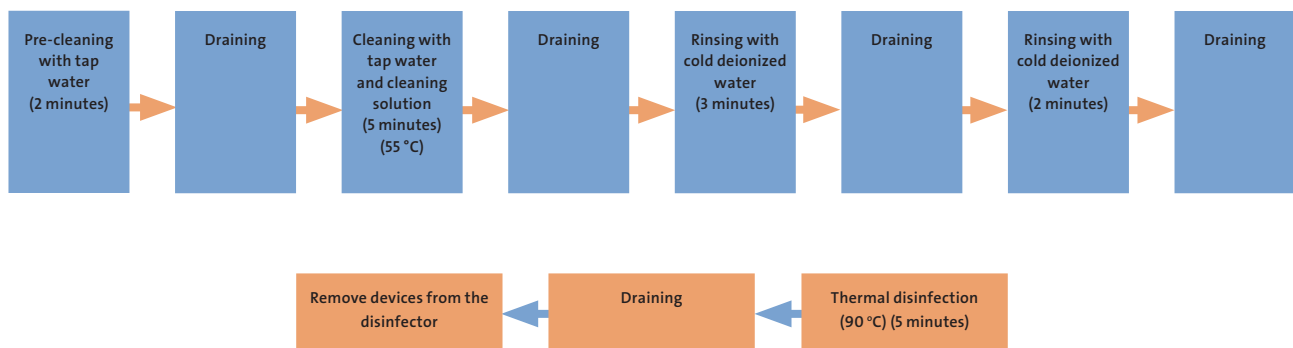 Pre-cleaning
with tap
water
(2 minutes)
Draining
Cleaning with
tap water
and cleaning
solution
(5 minutes)
(55 °C)
Draining
Rinsing with
cold deionized
water
(3 minutes)
Draining
Rinsing with
cold deionized
water
(2 minutes)
Draining
Remove devices from the
disinfector
Draining
Thermal disinfection
(90 °C) (5 minutes)